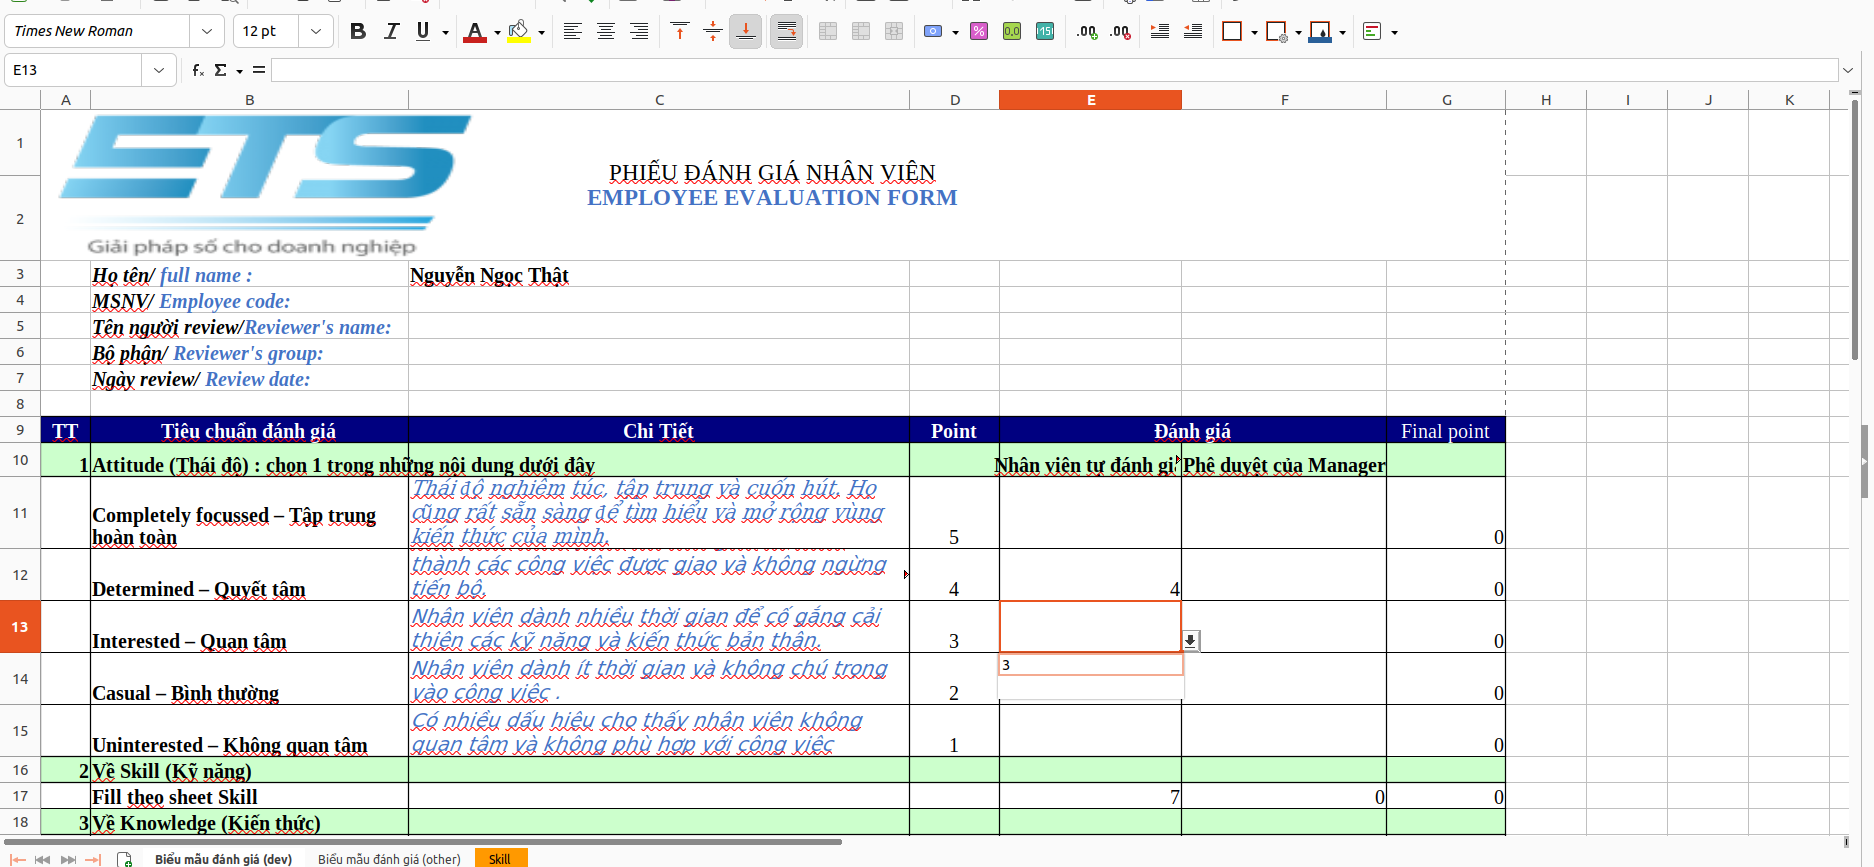 Times New Roman 12 pt B I U A % 0.0 .00 .00
E13 fx Σ =
A B C D E F G H I J K
ETS
Giải pháp số cho doanh nghiệp
PHIẾU ĐÁNH GIÁ NHÂN VIÊN
EMPLOYEE EVALUATION FORM
1
2
3 Họ tên/ full name : Nguyễn Ngọc Thật
4 MSNV/ Employee code:
5 Tên người review/Reviewer's name:
6 Bộ phận/ Reviewer's group:
7 Ngày review/ Review date:
8
9 TT Tiêu chuẩn đánh giá Chi Tiết Point Đánh giá Final point
10 1 Attitude (Thái độ) : chọn 1 trong những nội dung dưới đây Nhân viên tự đánh gi Phê duyệt của Manager
Thái độ nghiêm túc, tập trung và cuốn hút. Họ
11 Completely focussed – Tập trung cũng rất sẵn sàng để tìm hiểu và mở rộng vùng
hoàn toàn kiến thức của mình. 5 0
thành các công việc được giao và không ngừng
12 Determined – Quyết tâm tiến bộ. 4 4 0
Nhân viên dành nhiều thời gian để cố gắng cải
13 Interested – Quan tâm thiện các kỹ năng và kiến thức bản thân. 3 0
Nhân viên dành ít thời gian và không chú trọng 3
14 Casual – Bình thường vào công việc . 2 0
Có nhiều dấu hiệu cho thấy nhân viên không
15 Uninterested – Không quan tâm quan tâm và không phù hợp với công việc 1 0
16 2 Về Skill (Kỹ năng)
17 Fill theo sheet Skill 7 0 0
18 3 Về Knowledge (Kiến thức)
Biểu mẫu đánh giá (dev) Biểu mẫu đánh giá (other) Skill